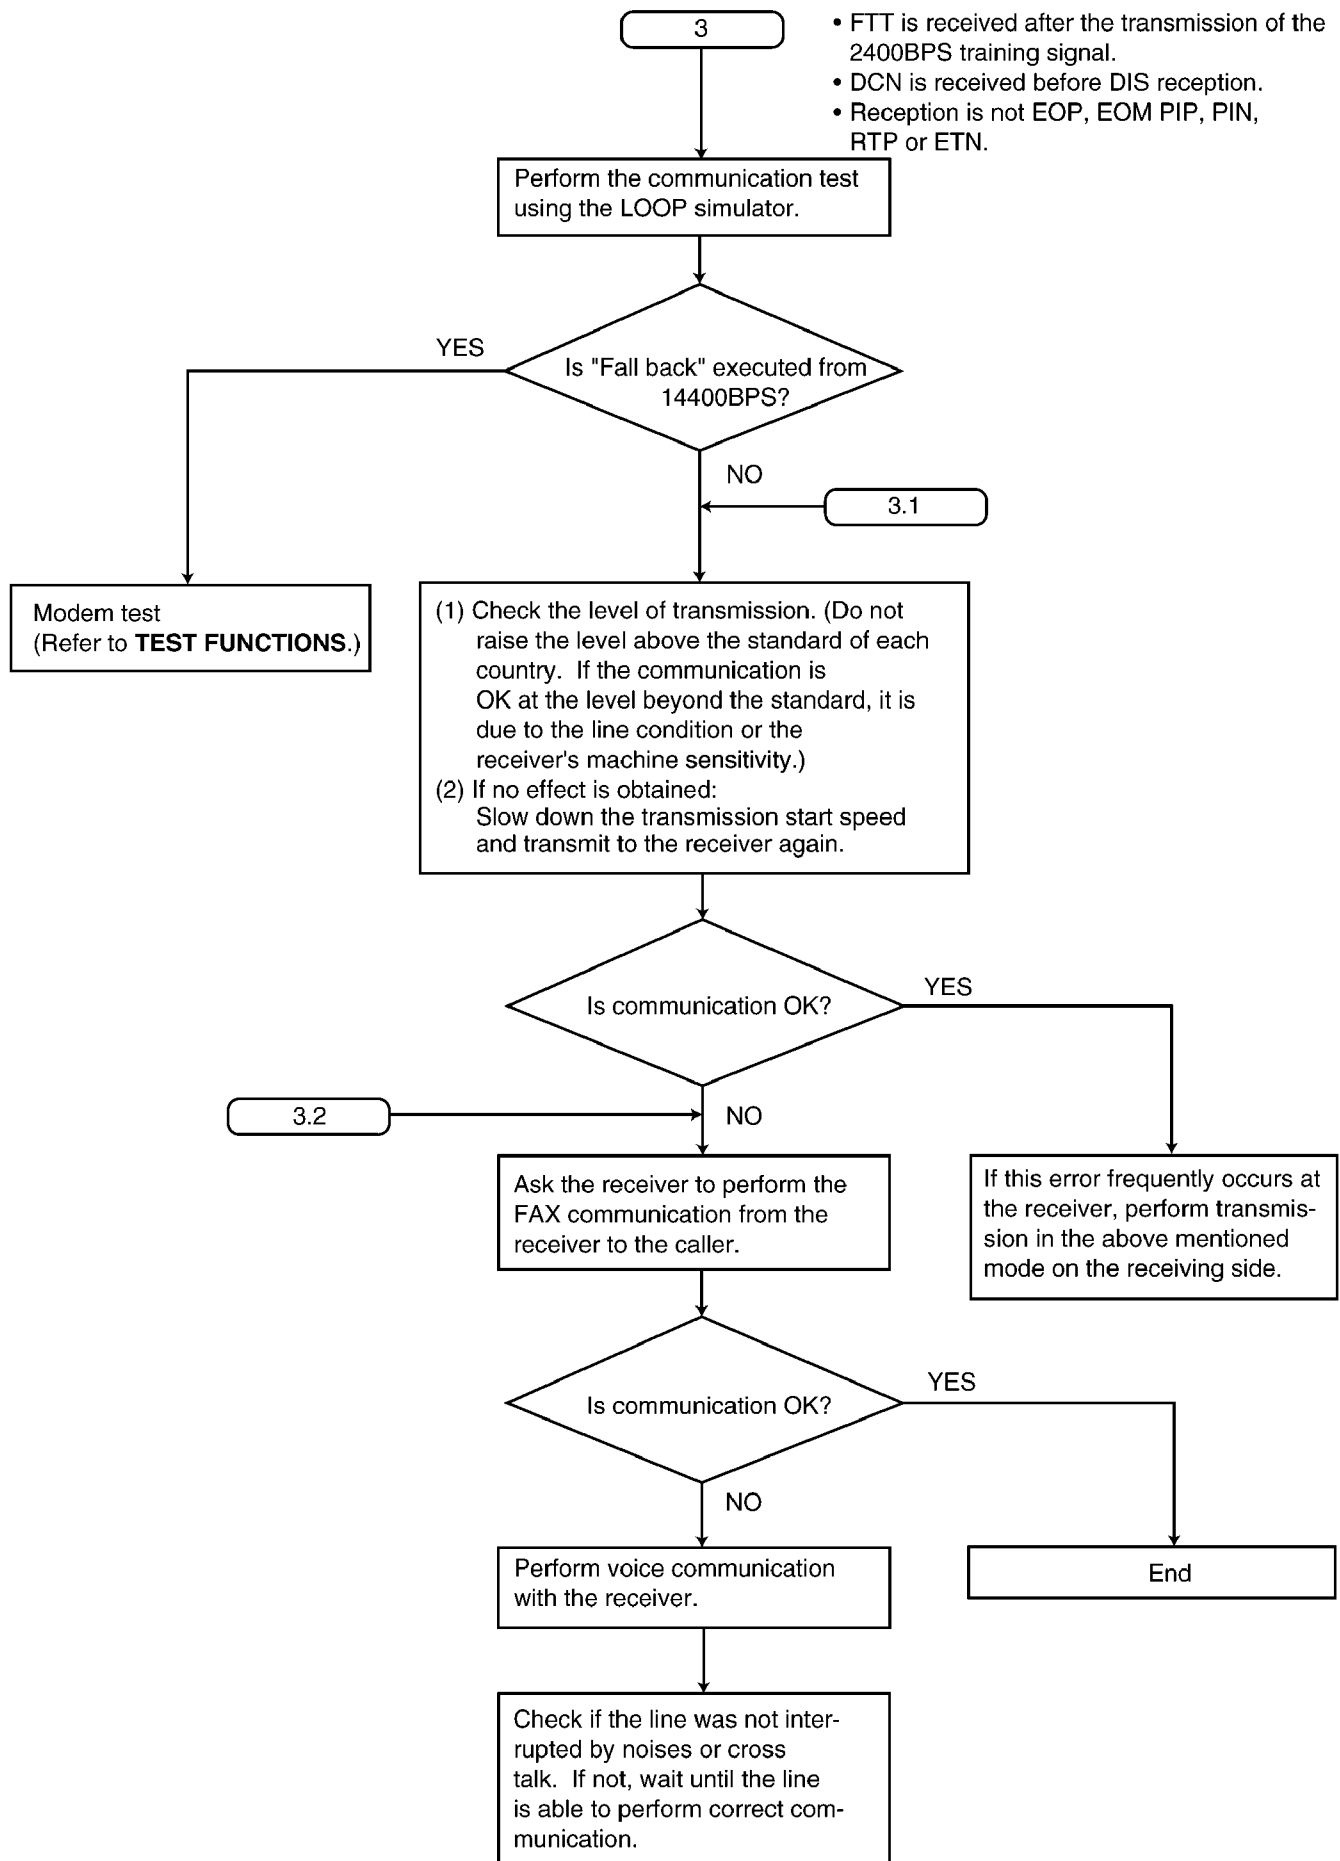 3
• FTT is received after the transmission of the
2400BPS training signal.
• DCN is received before DIS reception.
• Reception is not EOP, EOM PIP, PIN,
RTP or ETN.
Perform the communication test
using the LOOP simulator.
YES
Is "Fall back" executed from
14400BPS?
NO
3.1
Modem test
(Refer to TEST FUNCTIONS.)
(1) Check the level of transmission. (Do not
raise the level above the standard of each
country. If the communication is
OK at the level beyond the standard, it is
due to the line condition or the
receiver's machine sensitivity.)
(2) If no effect is obtained:
Slow down the transmission start speed
and transmit to the receiver again.
Is communication OK?
YES
3.2
NO
Ask the receiver to perform the
FAX communication from the
receiver to the caller.
If this error frequently occurs at
the receiver, perform transmis-
sion in the above mentioned
mode on the receiving side.
Is communication OK?
YES
NO
Perform voice communication
with the receiver.
End
Check if the line was not inter-
rupted by noises or cross
talk. If not, wait until the line
is able to perform correct com-
munication.